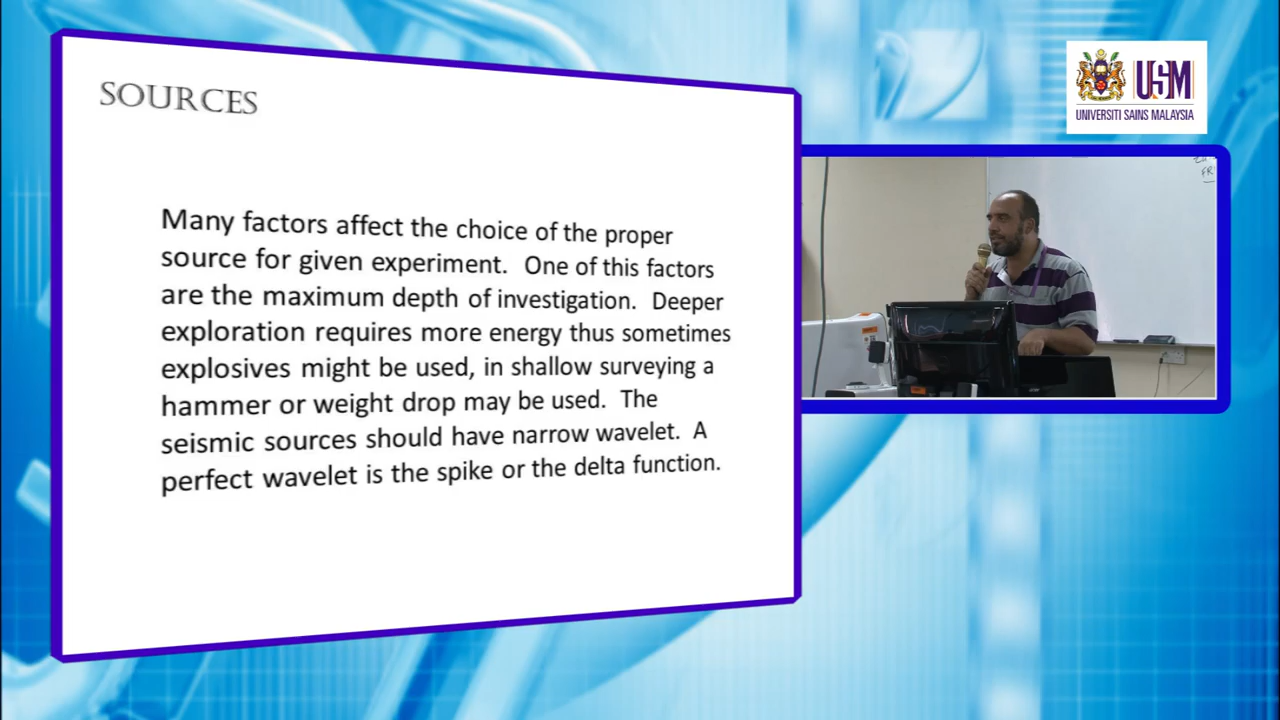 SOURCES
Many factors affect the choice of the proper
source for given experiment. One of this factors
are the maximum depth of investigation. Deeper
exploration requires more energy thus sometimes
explosives might be used, in shallow surveying a
hammer or weight drop may be used. The
seismic sources should have narrow wavelet. A
perfect wavelet is the spike or the delta function.
USM
UNIVERSITI SAINS MALAYSIA